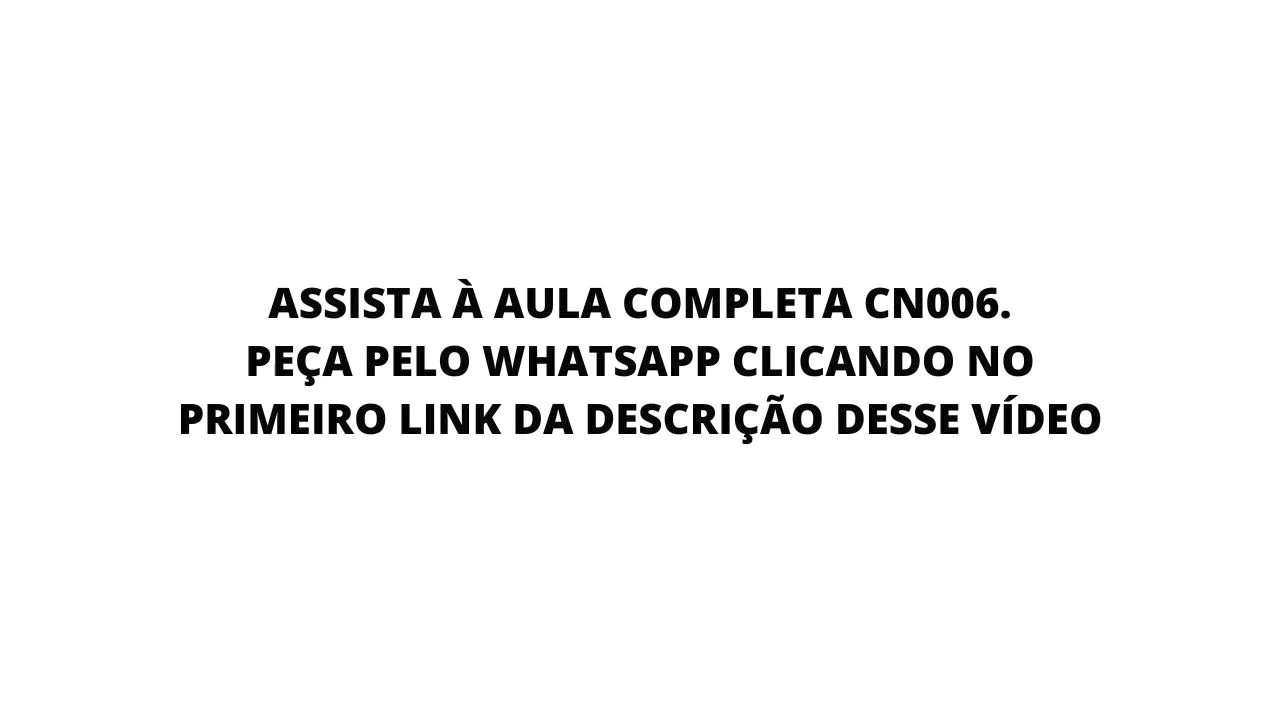 ASSISTA À AULA COMPLETA CN006.
PEÇA PELO WHATSAPP CLICANDO NO
PRIMEIRO LINK DA DESCRIÇÃO DESSE VÍDEO